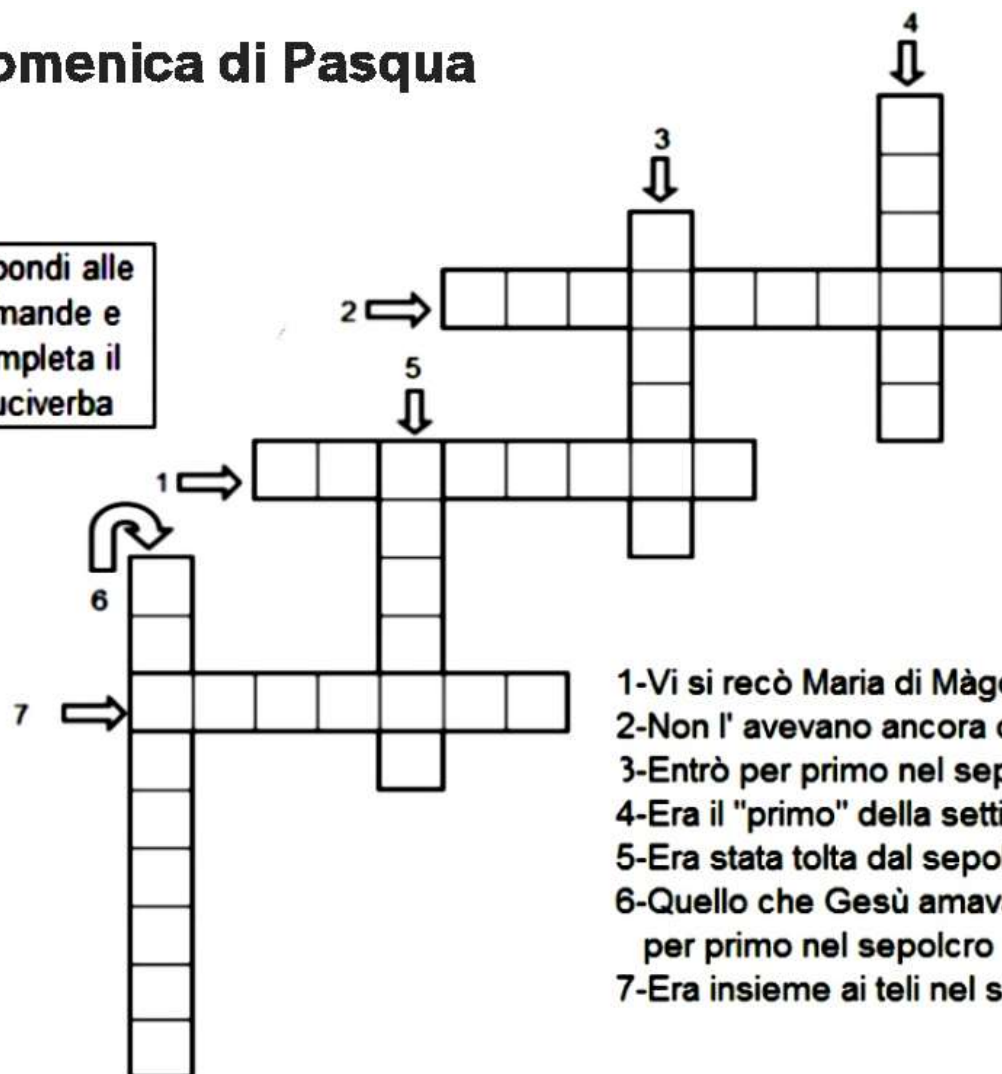 omenica di Pasqua
pondi alle
mande e
mpleta il
uciverba
4
3
2
5
1
6
7
1-Vi si recò Maria di Màg
2-Non l' avevano ancora
3-Entrò per primo nel sep
4-Era il "primo" della setti
5-Era stata tolta dal sepol
6-Quello che Gesù amav
per primo nel sepolcro
7-Era insieme ai teli nel s